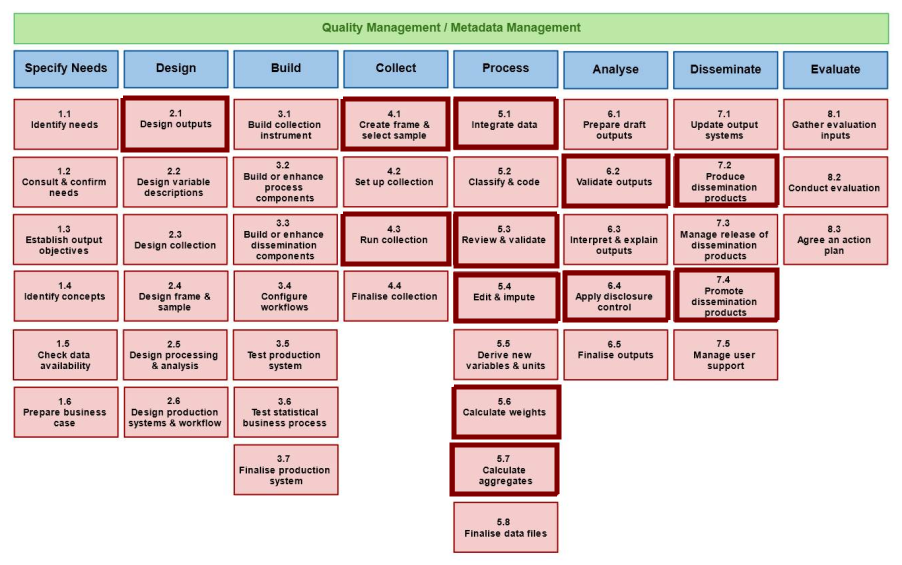 Quality Management / Metadata Management
Specify Needs
Design
Build
Collect
Process
Analyse
Disseminate
Evaluate
1.1
Identify needs
2.1
Design outputs
3.1
Build collection
instrument
4.1
Create frame &
select sample
5.1
Integrate data
6.1
Prepare draft
outputs
7.1
Update output
systems
8.1
Gather evaluation
inputs
1.2
Consult & confirm
needs
2.2
Design variable
descriptions
3.2
Build or enhance
process
components
4.2
Set up collection
5.2
Classify & code
6.2
Validate outputs
7.2
Produce
dissemination
products
8.2
Conduct evaluation
1.3
Establish output
objectives
2.3
Design collection
3.3
Build or enhance
dissemination
components
4.3
Run collection
5.3
Review & validate
6.3
Interpret & explain
outputs
7.3
Manage release of
dissemination
products
8.3
Agree an action
plan
1.4
Identify concepts
2.4
Design frame &
sample
3.4
Configure
workflows
4.4
Finalise collection
5.4
Edit & impute
6.4
Apply disclosure
control
7.4
Promote
dissemination
products
1.5
Check data
availability
2.5
Design processing
& analysis
3.5
Test production
system
5.5
Derive new
variables & units
6.5
Finalise outputs
7.5
Manage user
support
1.6
Prepare business
case
2.6
Design production
systems & workflow
3.6
Test statistical
business process
5.6
Calculate weights
3.7
Finalise production
system
5.7
Calculate
aggregates
5.8
Finalise data files